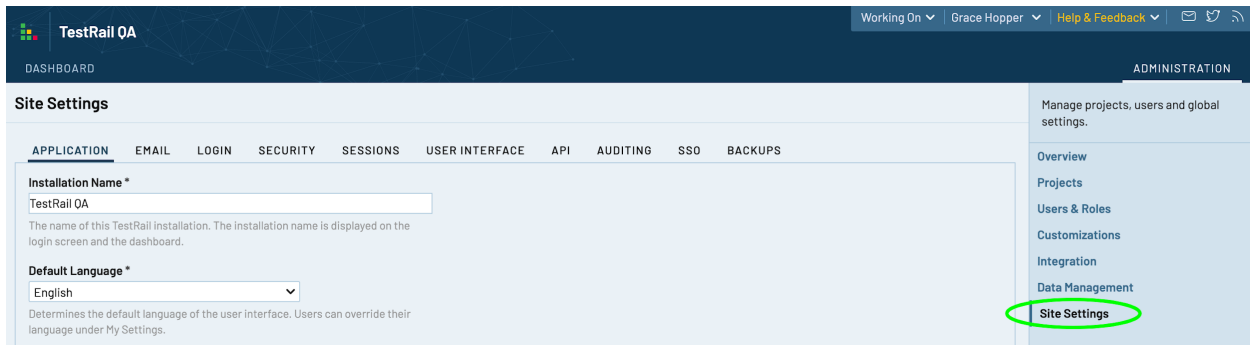 Working On Grace Hopper Help & Feedback
TestRail QA
DASHBOARD
ADMINISTRATION
Site Settings
APPLICATION EMAIL LOGIN SECURITY SESSIONS USER INTERFACE API AUDITING SSO BACKUPS
Installation Name *
TestRail QA
The name of this TestRail installation. The installation name is displayed on the
login screen and the dashboard.
Default Language *
English
Determines the default language of the user interface. Users can override their
language under My Settings.
Manage projects, users and global
settings.
Overview
Projects
Users & Roles
Customizations
Integration
Data Management
Site Settings